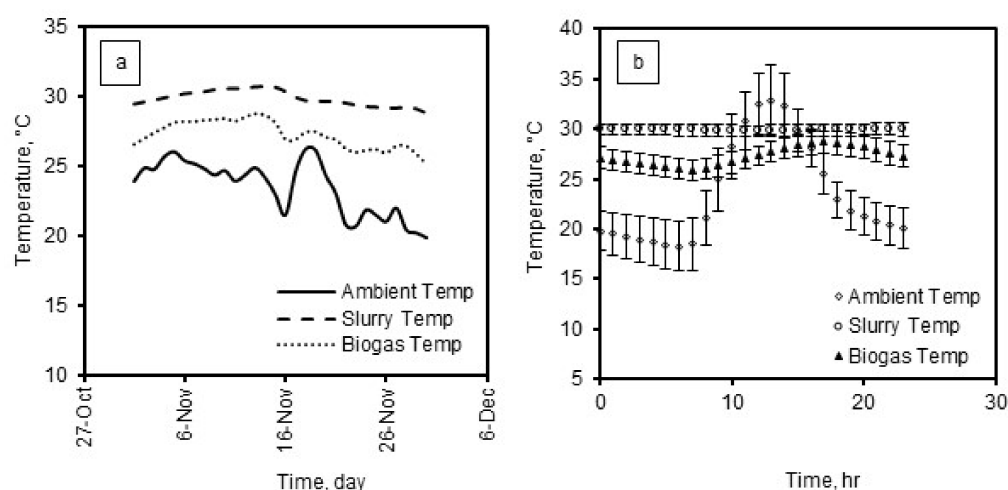 a
35
30
25
20
15
10
Temperature, °C
Ambient Temp
Slurry Temp
Biogas Temp
27-Oct
6-Nov
16-Nov
26-Nov
6-Dec
Time, day
b
40
35
30
25
20
15
10
5
Temperature, °C
Ambient Temp
Slurry Temp
Biogas Temp
0
10
20
30
Time, hr